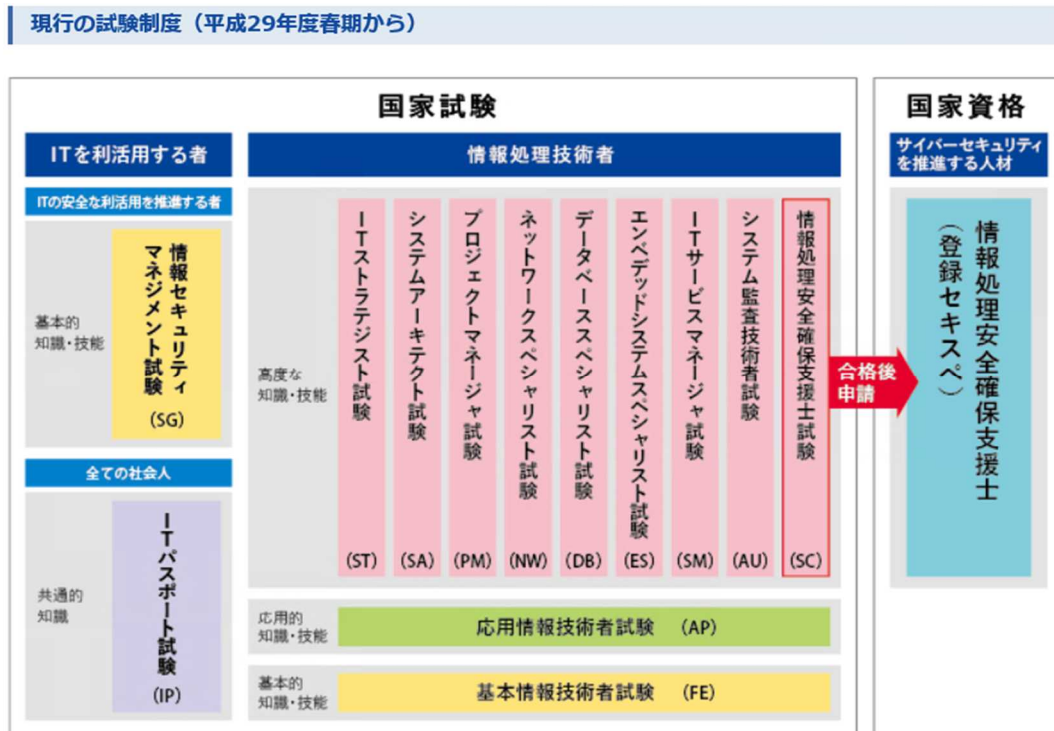 現行の試験制度（平成29年度春期から）
国家試験
ITを利活用する者
ITの安全な利活用を推進する者
基本的
知識・技能
情報セキュリティ
マネジメント試験
(SG)
全ての社会人
共通的
知識
ITパスポート試験
(IP)
情報処理技術者
高度な
知識・技能
ITストラテジスト試験
(ST)
システムアーキテクト試験
(SA)
プロジェクトマネージャ試験
(PM)
ネットワークスペシャリスト試験
(NW)
データベーススペシャリスト試験
(DB)
エンベデッドシステムスペシャリスト試験
(ES)
ITサービスマネージャ試験
(SM)
システム監査技術者試験
(AU)
情報処理安全確保支援士試験
(SC)
応用的
知識・技能
応用情報技術者試験 (AP)
基本的
知識・技能
基本情報技術者試験 (FE)
合格後
申請
国家資格
サイバーセキュリティ
を推進する人材
情報処理安全確保支援士
（登録セキスペ）